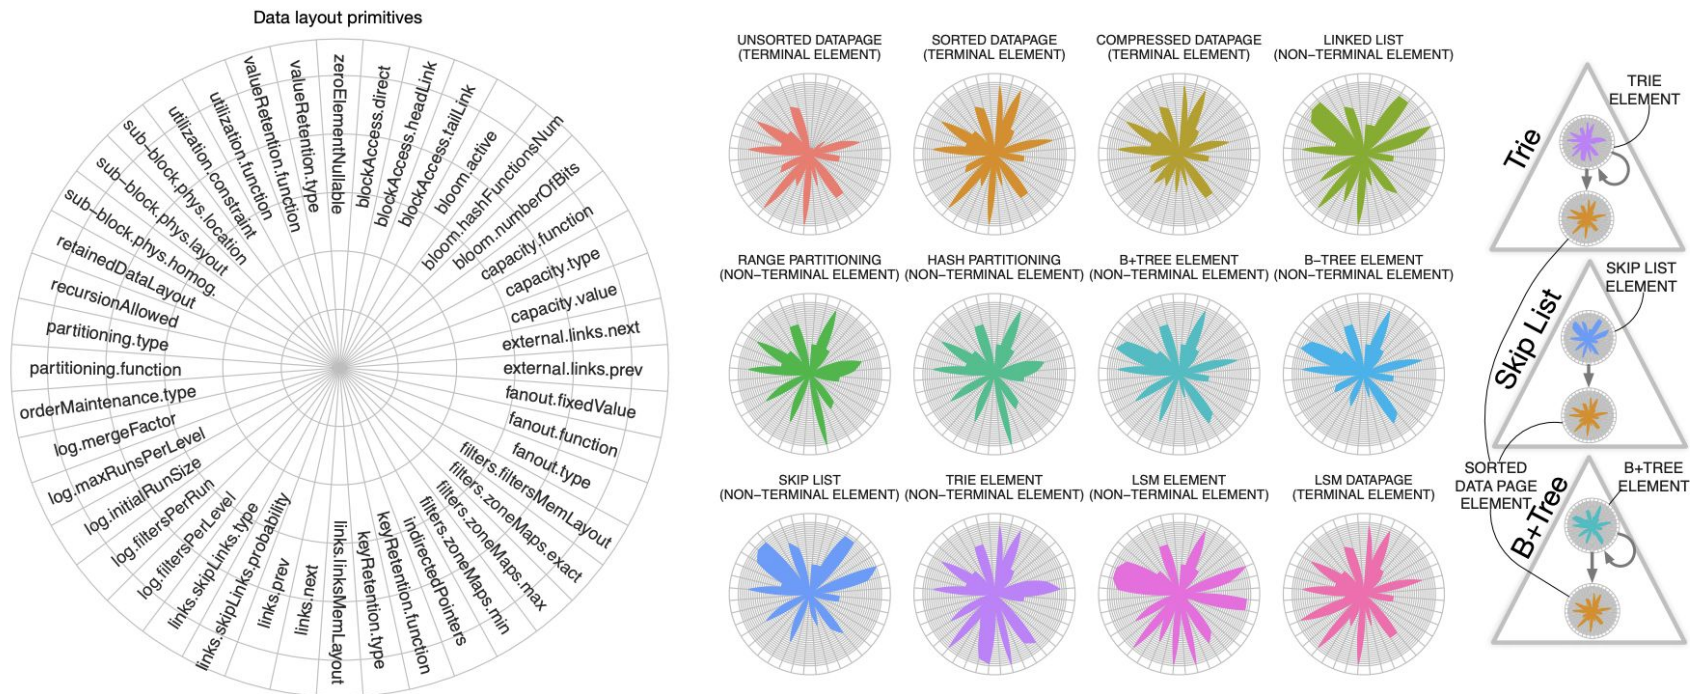 Data layout primitives
zeroElementNullable
blockAccess.direct
blockAccess.headLink
blockAccess.tailLink
bloom.active
bloom.hashFunctionsNum
bloom.numberOfBits
capacity.function
capacity.type
capacity.value
external.links.next
external.links.prev
fanout.fixedValue
fanout.function
fanout.type
filters.filtersMemLayout
filters.zoneMaps.exact
filters.zoneMaps.max
filters.zoneMaps.min
indirectedPointers
keyRetention.function
keyRetention.type
links.linksMemLayout
links.next
links.prev
links.skipLinks.probability
links.skipLinks.type
log.filtersPerLevel
log.filtersPerRun
log.initialRunSize
log.maxRunsPerLevel
log.mergeFactor
orderMaintenance.type
partitioning.function
partitioning.type
recursionAllowed
retainedDataLayout
sub-block.phys.homog.
sub-block.phys.layout
sub-block.phys.location
utilization.constraint
utilization.function
valueRetention.function
valueRetention.type
UNSORTED DATAPAGE
(TERMINAL ELEMENT)
SORTED DATAPAGE
(TERMINAL ELEMENT)
COMPRESSED DATAPAGE
(TERMINAL ELEMENT)
LINKED LIST
(NON-TERMINAL ELEMENT)
RANGE PARTITIONING
(NON-TERMINAL ELEMENT)
HASH PARTITIONING
(NON-TERMINAL ELEMENT)
B+TREE ELEMENT
(NON-TERMINAL ELEMENT)
B-TREE ELEMENT
(NON-TERMINAL ELEMENT)
SKIP LIST
(NON-TERMINAL ELEMENT)
TRIE ELEMENT
(NON-TERMINAL ELEMENT)
LSM ELEMENT
(NON-TERMINAL ELEMENT)
LSM DATAPAGE
(TERMINAL ELEMENT)
Trie
TRIE
ELEMENT
Skip List
SKIP LIST
ELEMENT
SORTED
DATA PAGE
ELEMENT
B+Tree
B+TREE
ELEMENT